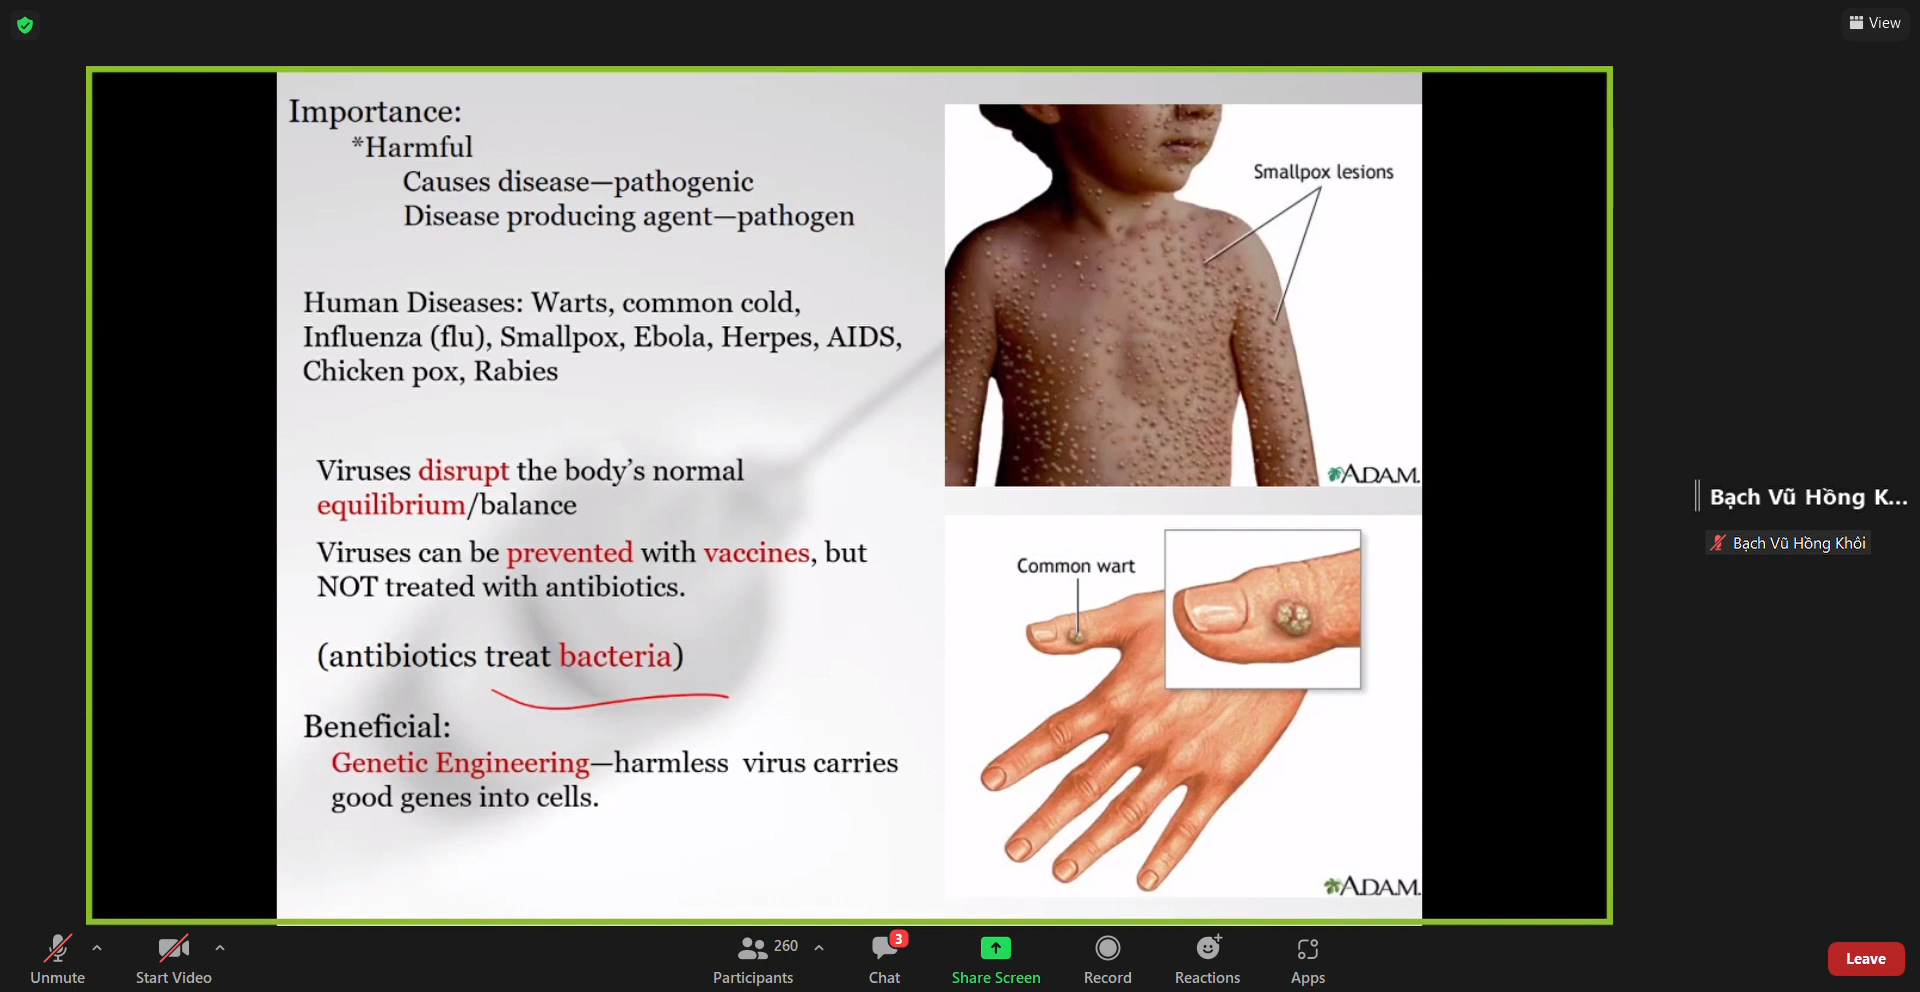 View
Importance:
*Harmful
Causes disease—pathogenic
Disease producing agent—pathogen
Human Diseases: Warts, common cold,
Influenza (flu), Smallpox, Ebola, Herpes, AIDS,
Chicken pox, Rabies
Viruses disrupt the body's normal
equilibrium/balance
Viruses can be prevented with vaccines, but
NOT treated with antibiotics.
(antibiotics treat bacteria)
Beneficial:
Genetic Engineering—harmless virus carries
good genes into cells.
Smallpox lesions
ADAM.
Common wart
ADAM.
Bạch Vũ Hồng K...
Bạch Vũ Hồng Khôi
Unmute
Start Video
260
Participants
3
Chat
Share Screen
Record
Reactions
Apps
Leave